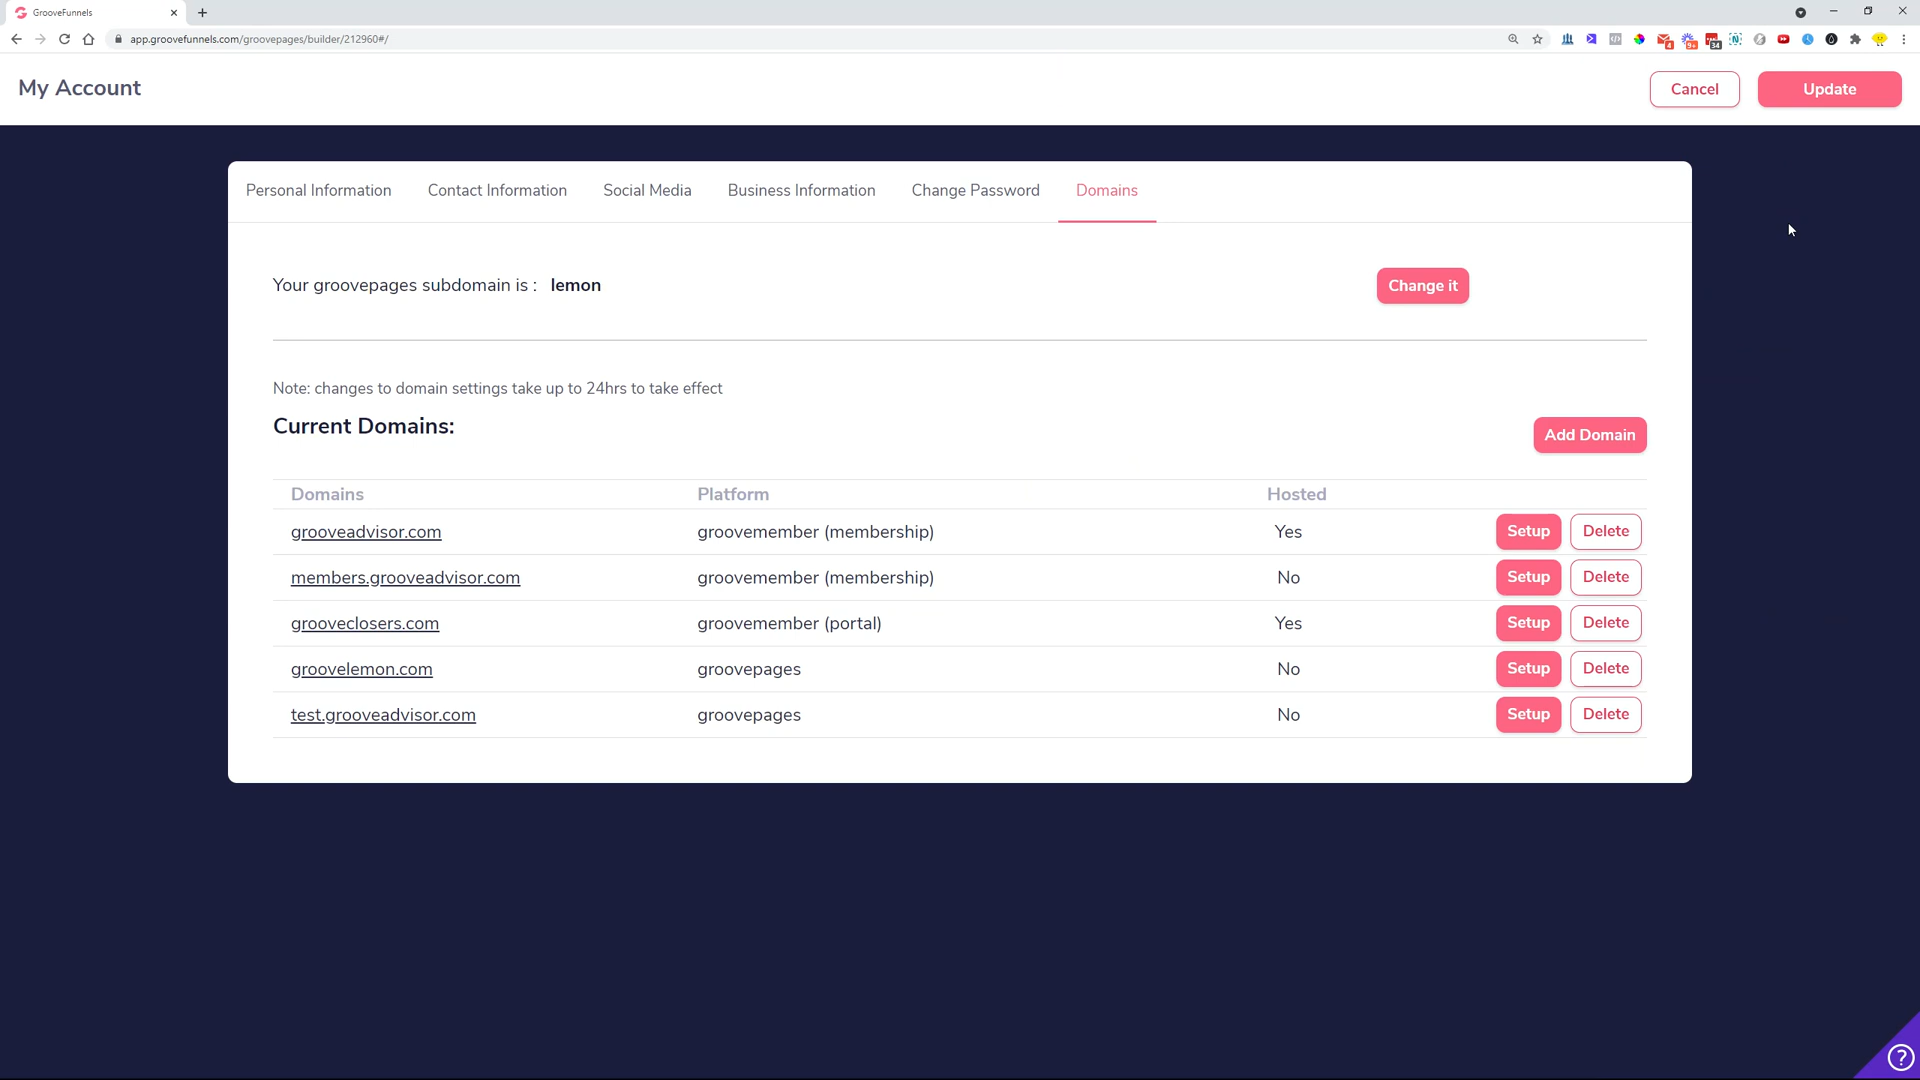 GrooveFunnels
app.groovefunnels.com/groovepages/builder/212960#/
4
9+
34
N
My Account
Cancel
Update
Personal Information
Contact Information
Social Media
Business Information
Change Password
Domains
Your groovepages subdomain is : lemon
Change it
Note: changes to domain settings take up to 24hrs to take effect
Current Domains:
Add Domain
Domains Platform Hosted
grooveadvisor.com groovemember (membership) Yes Setup Delete
members.grooveadvisor.com groovemember (membership) No Setup Delete
grooveclosers.com groovemember (portal) Yes Setup Delete
groovelemon.com groovepages No Setup Delete
test.grooveadvisor.com groovepages No Setup Delete
?